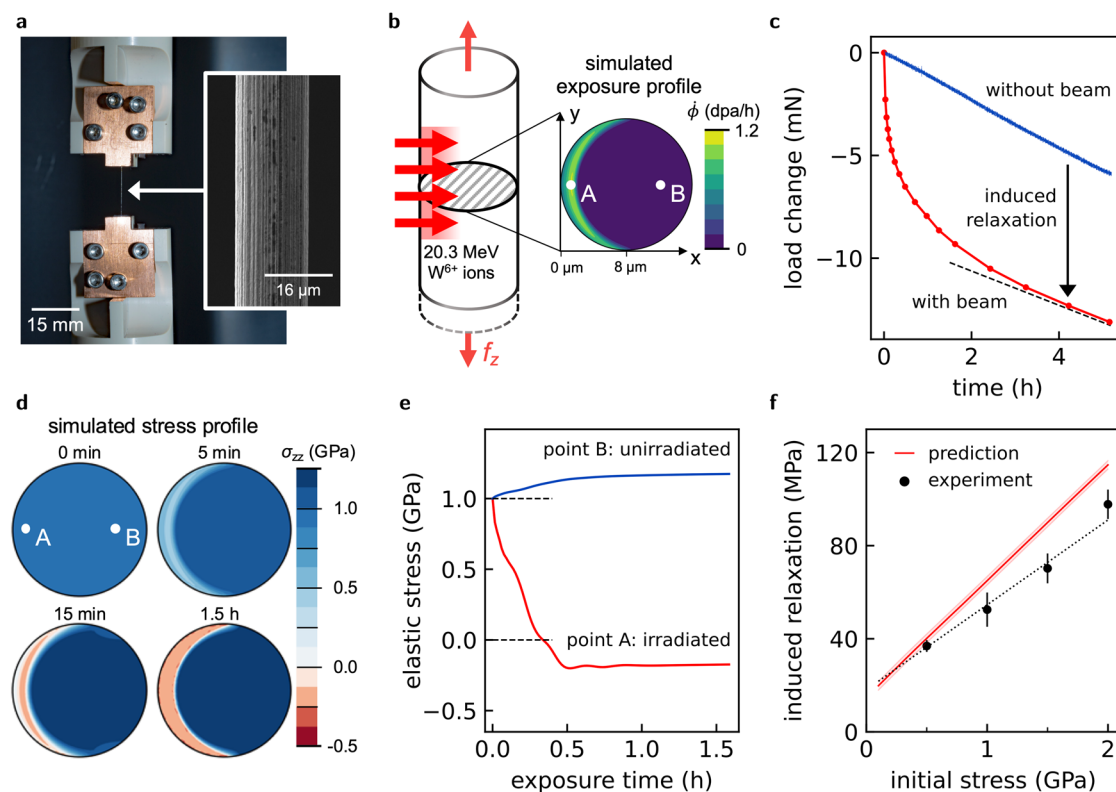 a
15 mm
16 µm
b
simulated
exposure profile
ϕ̇ (dpa/h)
1.2
0
y
x
A
B
0 µm
8 µm
20.3 MeV
W⁶⁺ ions
f_z
c
load change (mN)
0
−5
−10
without beam
induced
relaxation
with beam
0
2
4
time (h)
d
simulated stress profile
0 min
5 min
σzz (GPa)
A
B
1.0
0.5
0.0
-0.5
15 min
1.5 h
e
elastic stress (GPa)
1.0
0.5
0.0
−0.5
point B: unirradiated
point A: irradiated
0.0
0.5
1.0
1.5
exposure time (h)
f
induced relaxation (MPa)
120
80
40
0
prediction
experiment
0
1
2
initial stress (GPa)